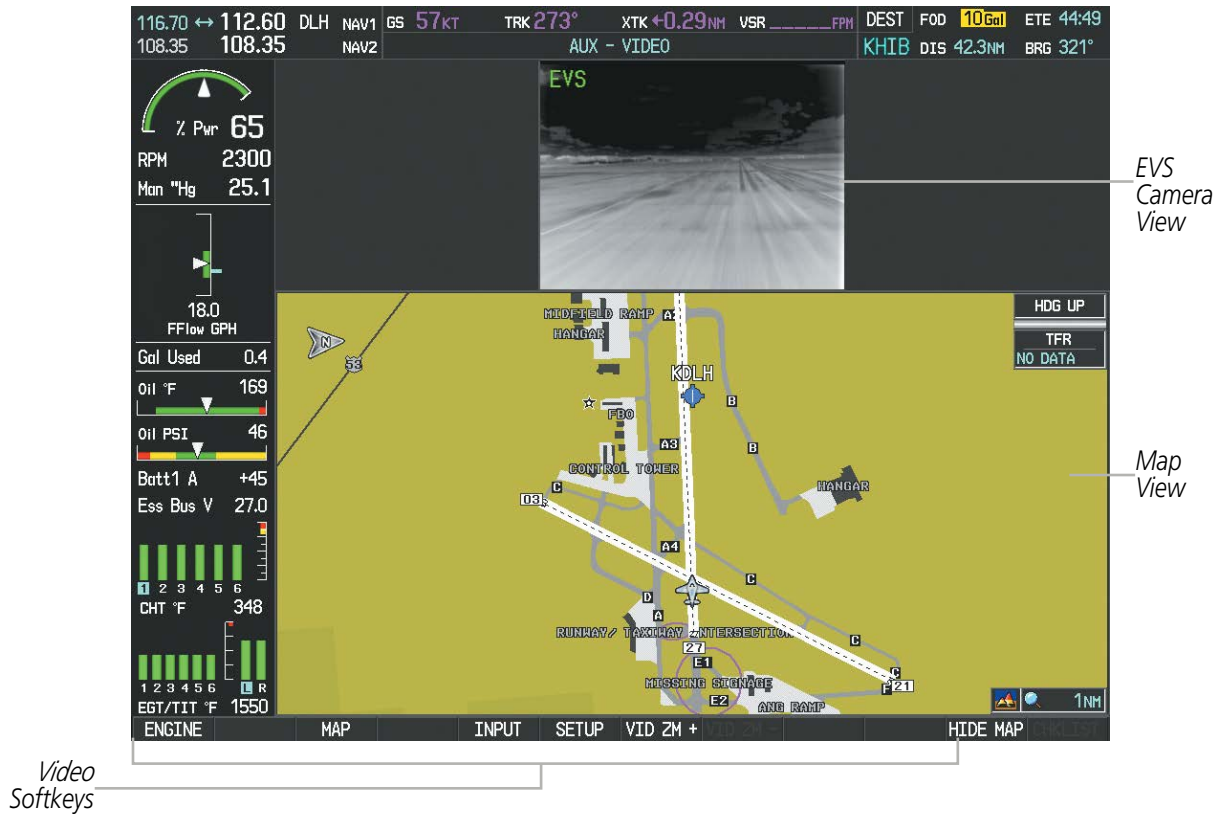 116.70 ↔ 112.60 DLH NAV1 GS 57KT TRK 273° XTK ←0.29NM VSR _____FPM DEST FOD 10Gal ETE 44:49
108.35 108.35 NAV2 AUX - VIDEO KHIB DIS 42.3NM BRG 321°
EVS
% Pwr 65
RPM 2300
Man "Hg 25.1
EVS
Camera
View
18.0
FFlow GPH
Gal Used 0.4
Oil °F 169
Oil PSI 46
Batt1 A +45
Ess Bus V 27.0
1 2 3 4 5 6
CHT °F 348
1 2 3 4 5 6 L R
EGT/TIT °F 1550
HDG UP
TFR
NO DATA
N
53
MIDFIELD RAMP A2
HANGAR
KDLH
B
FBO
A3 B
CONTROL TOWER
HANGAR
C
03
A4
C
D
A
RUNWAY/ TAXIWAY INTERSECTION
C
27
E1
C
MISSING SIGNAGE
F 21
E2
ANG RAMP
1NM
Map
View
ENGINE MAP INPUT SETUP VID ZM + VID ZM - HIDE MAP CHKLIST
Video
Softkeys